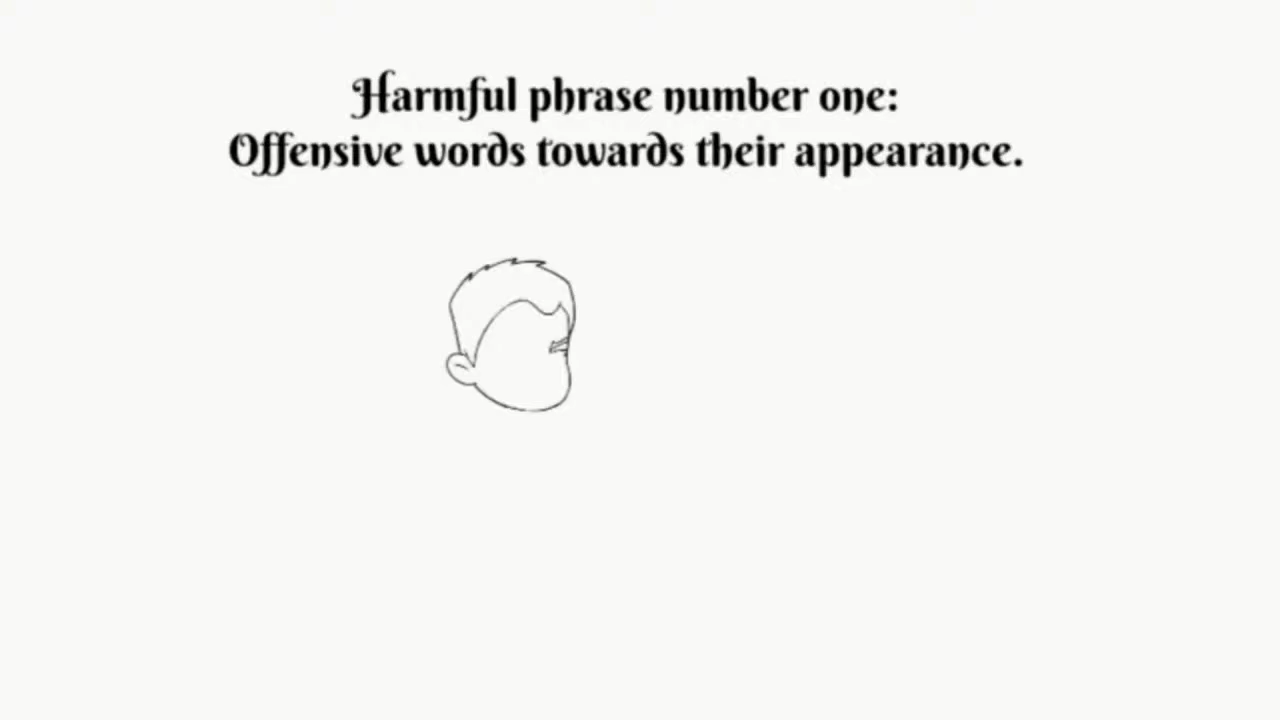 Harmful phrase number one:
Offensive words towards their appearance.